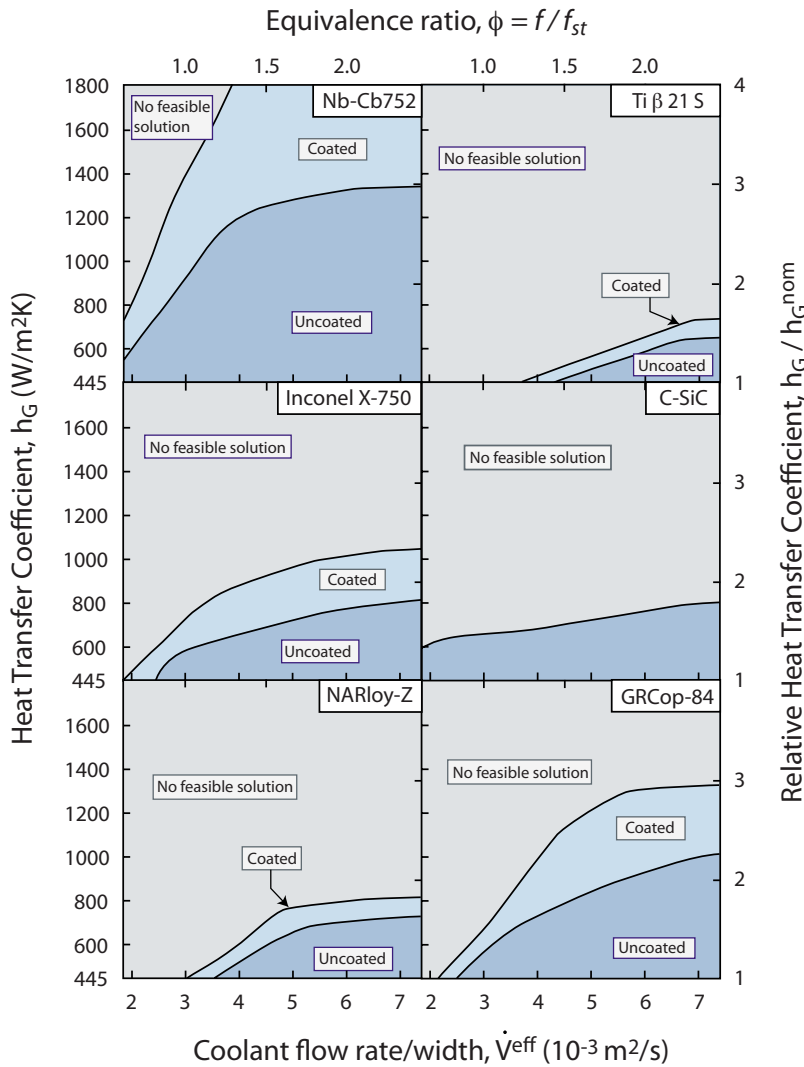 Equivalence ratio, ϕ = f / f_st
1.0 1.5 2.0 1.0 1.5 2.0
Heat Transfer Coefficient, h_G (W/m²K)
Relative Heat Transfer Coefficient, h_G / h_G^nom
1800
1600
1400
1200
1000
800
600
445
No feasible
solution
Nb-Cb752
Coated
Uncoated
Ti β 21 S
No feasible solution
Coated
Uncoated
4
3
2
1
1600
1400
1200
1000
800
600
445
Inconel X-750
No feasible solution
Coated
Uncoated
C-SiC
No feasible solution
3
2
1
1600
1400
1200
1000
800
600
445
NARloy-Z
No feasible solution
Coated
Uncoated
GRCop-84
No feasible solution
Coated
Uncoated
3
2
1
2 3 4 5 6 7 2 3 4 5 6 7
Coolant flow rate/width, V̇^eff (10⁻³ m²/s)